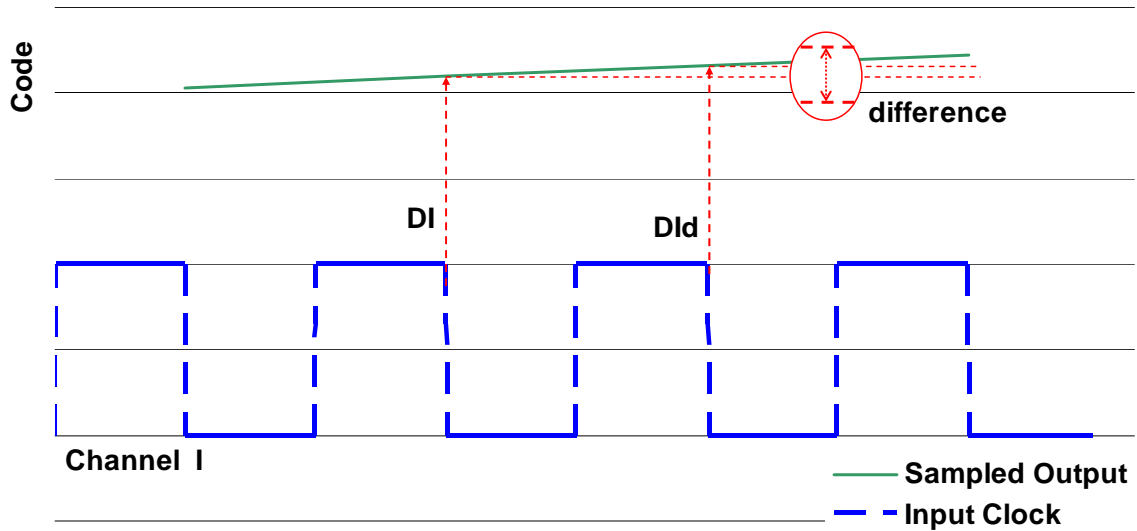 Code
difference
DI
DId
Channel I
Sampled Output
Input Clock